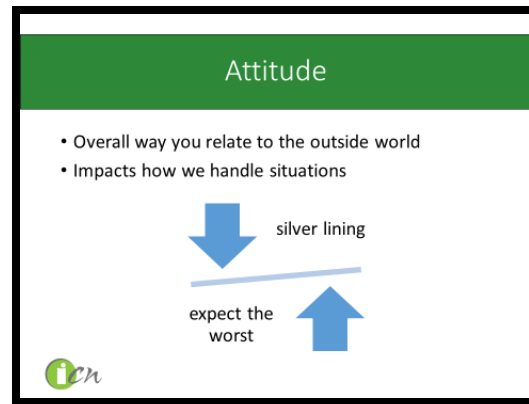 Attitude
• Overall way you relate to the outside world
• Impacts how we handle situations
silver lining
expect the
worst
icn